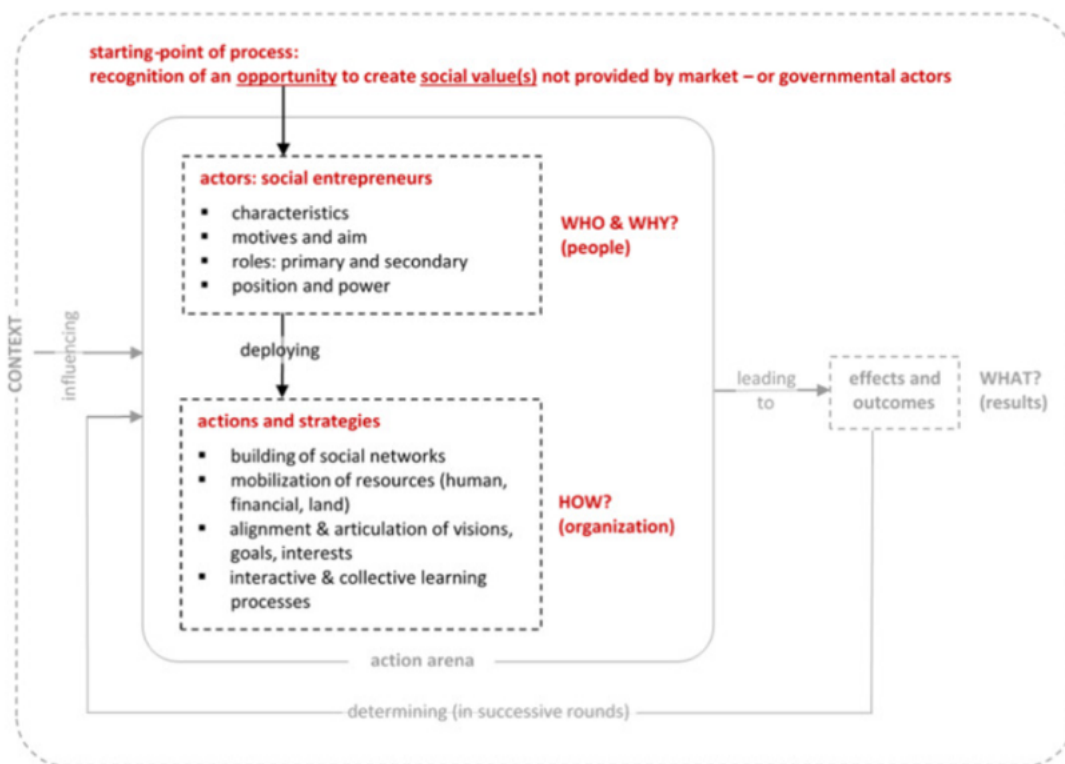 starting-point of process:
recognition of an opportunity to create social value(s) not provided by market – or governmental actors
actors: social entrepreneurs
▪ characteristics
▪ motives and aim
▪ roles: primary and secondary
▪ position and power
WHO & WHY?
(people)
CONTEXT
influencing
deploying
actions and strategies
▪ building of social networks
▪ mobilization of resources (human,
financial, land)
▪ alignment & articulation of visions,
goals, interests
▪ interactive & collective learning
processes
HOW?
(organization)
leading
to
effects and
outcomes
WHAT?
(results)
action arena
determining (in successive rounds)